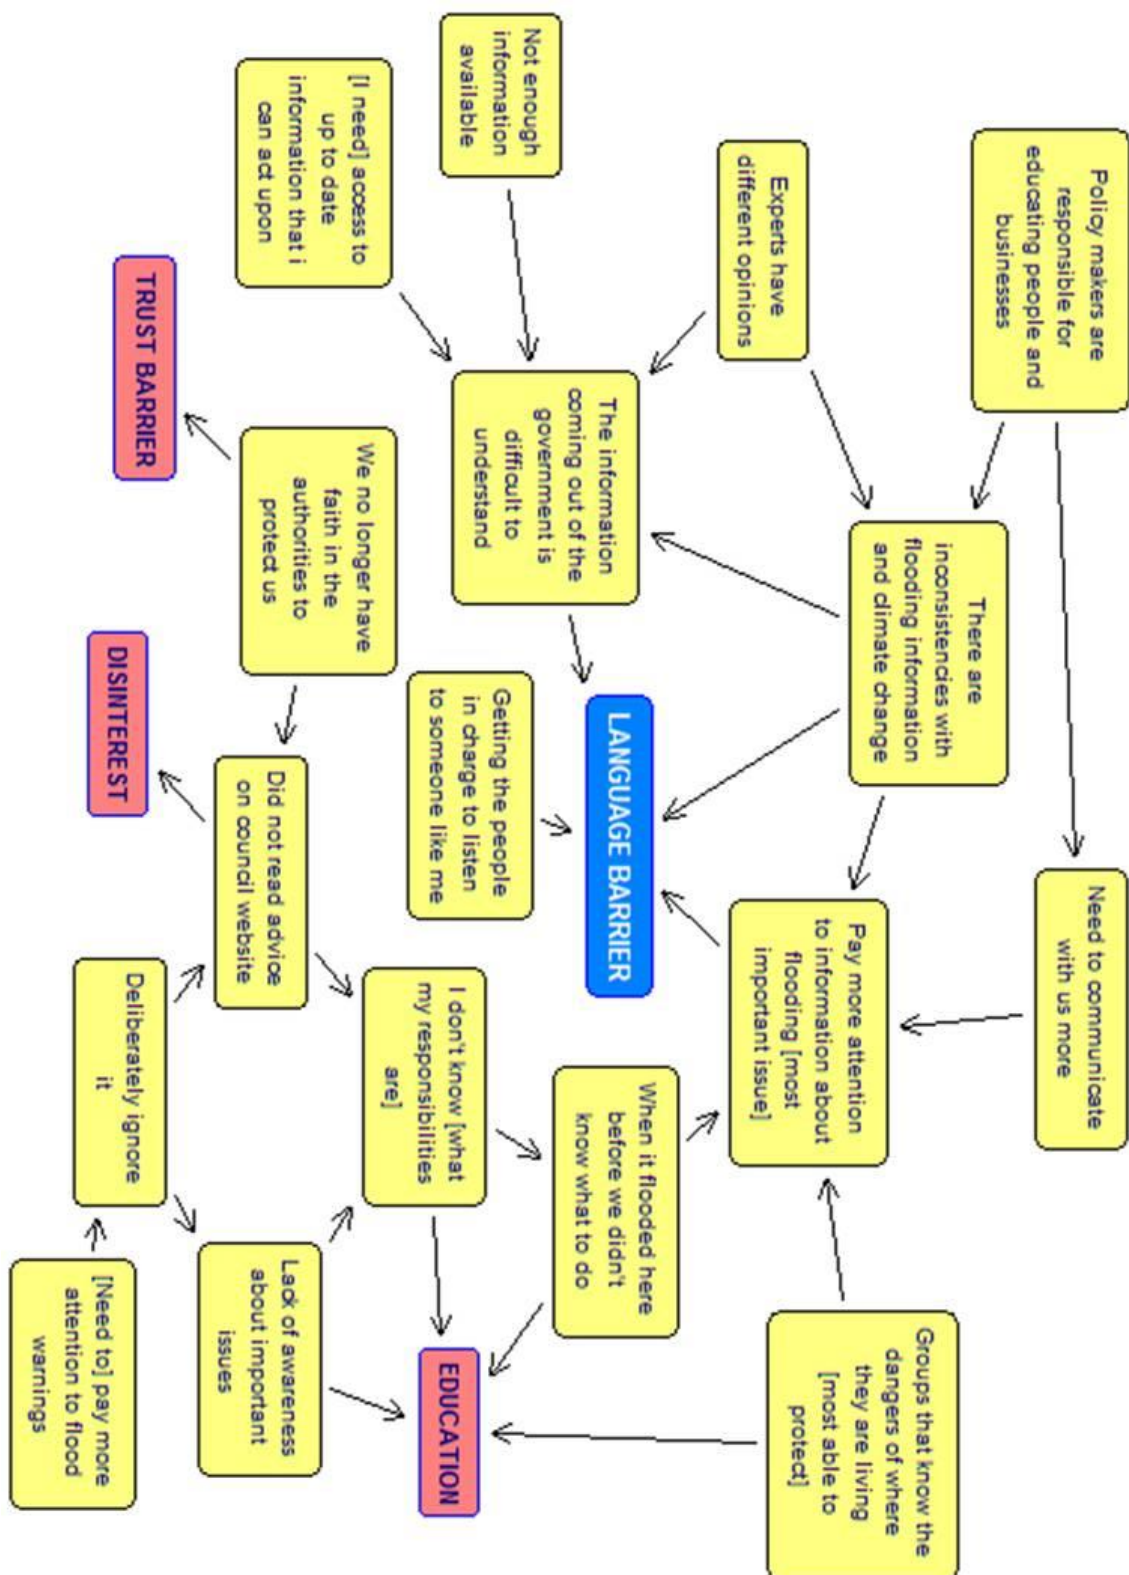 Policy makers are
responsible for
educating people and
businesses
Need to communicate
with us more
Groups that know the
dangers of where
they are living
[most able to
protect]
There are
inconsistencies with
flooding information
and climate change
Experts have
different opinions
Pay more attention
to information about
flooding [most
important issue]
When it flooded here
before we didn't
know what to do
LANGUAGE BARRIER
The information
coming out of the
government is
difficult to
understand
Not enough
information
available
Getting the people
in charge to listen
to someone like me
EDUCATION
I don't know [what
my responsibilities
are]
[I need] access to
up to date
information that i
can act upon
We no longer have
faith in the
authorities to
protect us
Did not read advice
on council website
Lack of awareness
about important
issues
TRUST BARRIER
DISINTEREST
Deliberately ignore
it
[Need to] pay more
attention to flood
warnings